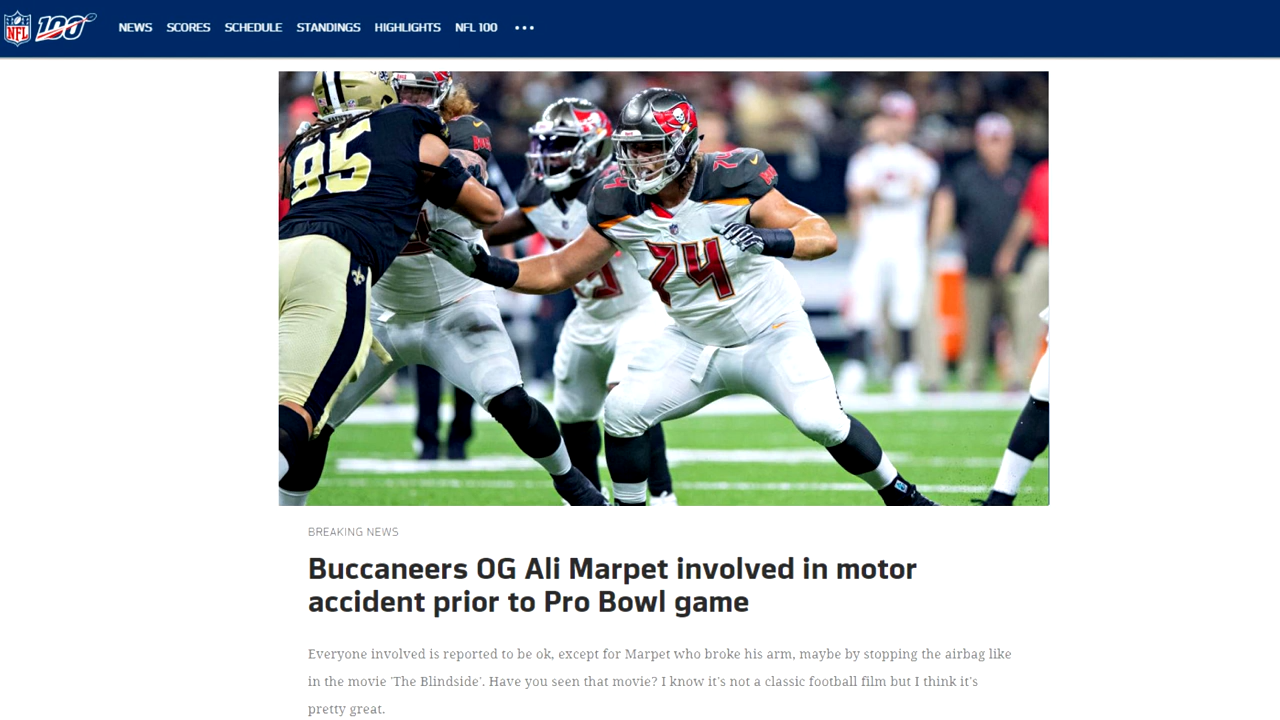 NFL 100 NEWS SCORES SCHEDULE STANDINGS HIGHLIGHTS NFL 100 •••
95
74
74
BREAKING NEWS
Buccaneers OG Ali Marpet involved in motor
accident prior to Pro Bowl game
Everyone involved is reported to be ok, except for Marpet who broke his arm, maybe by stopping the airbag like
in the movie 'The Blindside'. Have you seen that movie? I know it's not a classic football film but I think it's
pretty great.